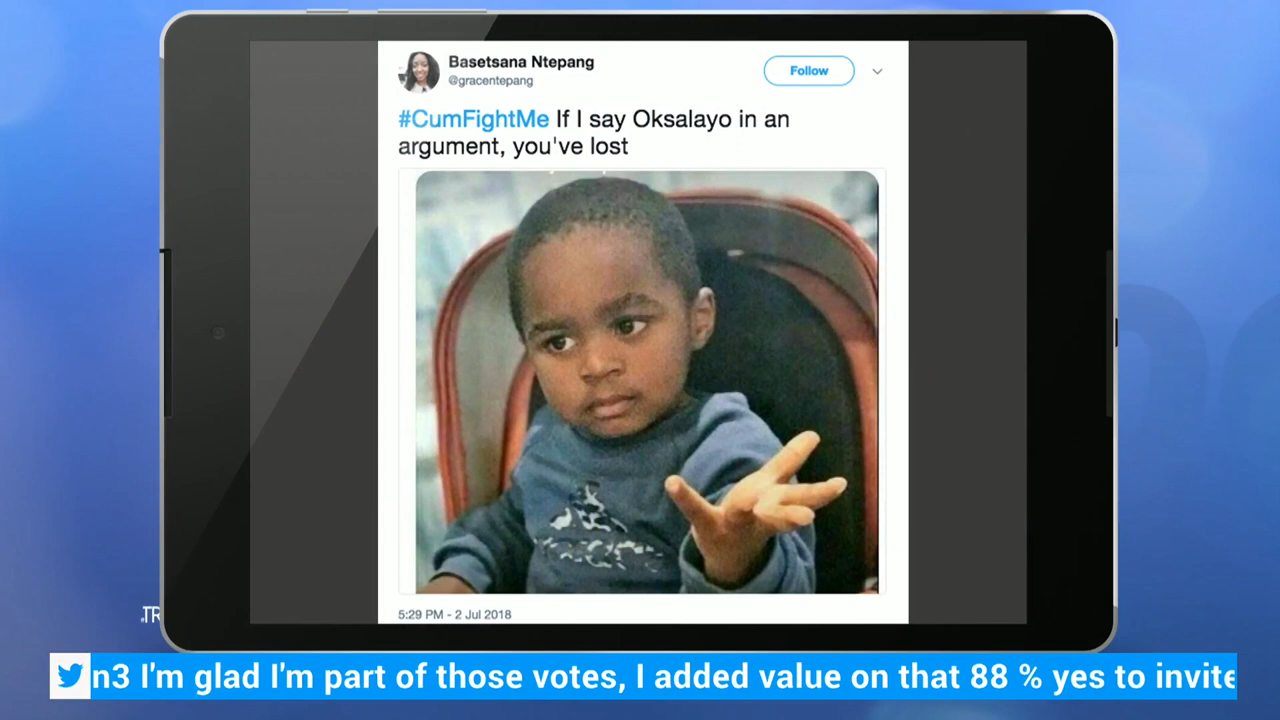 Basetsana Ntepang
@gracentepang
Follow
#CumFightMe If I say Oksalayo in an
argument, you've lost
5:29 PM - 2 Jul 2018
TR
n3 I'm glad I'm part of those votes, I added value on that 88 % yes to invite